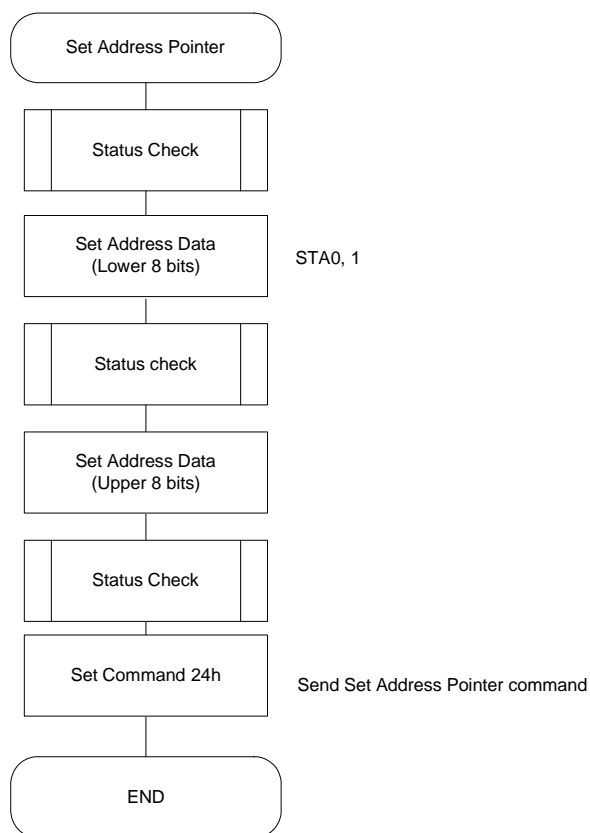 Set Address Pointer
Status Check
Set Address Data
(Lower 8 bits)
STA0, 1
Status check
Set Address Data
(Upper 8 bits)
Status Check
Set Command 24h
Send Set Address Pointer command
END